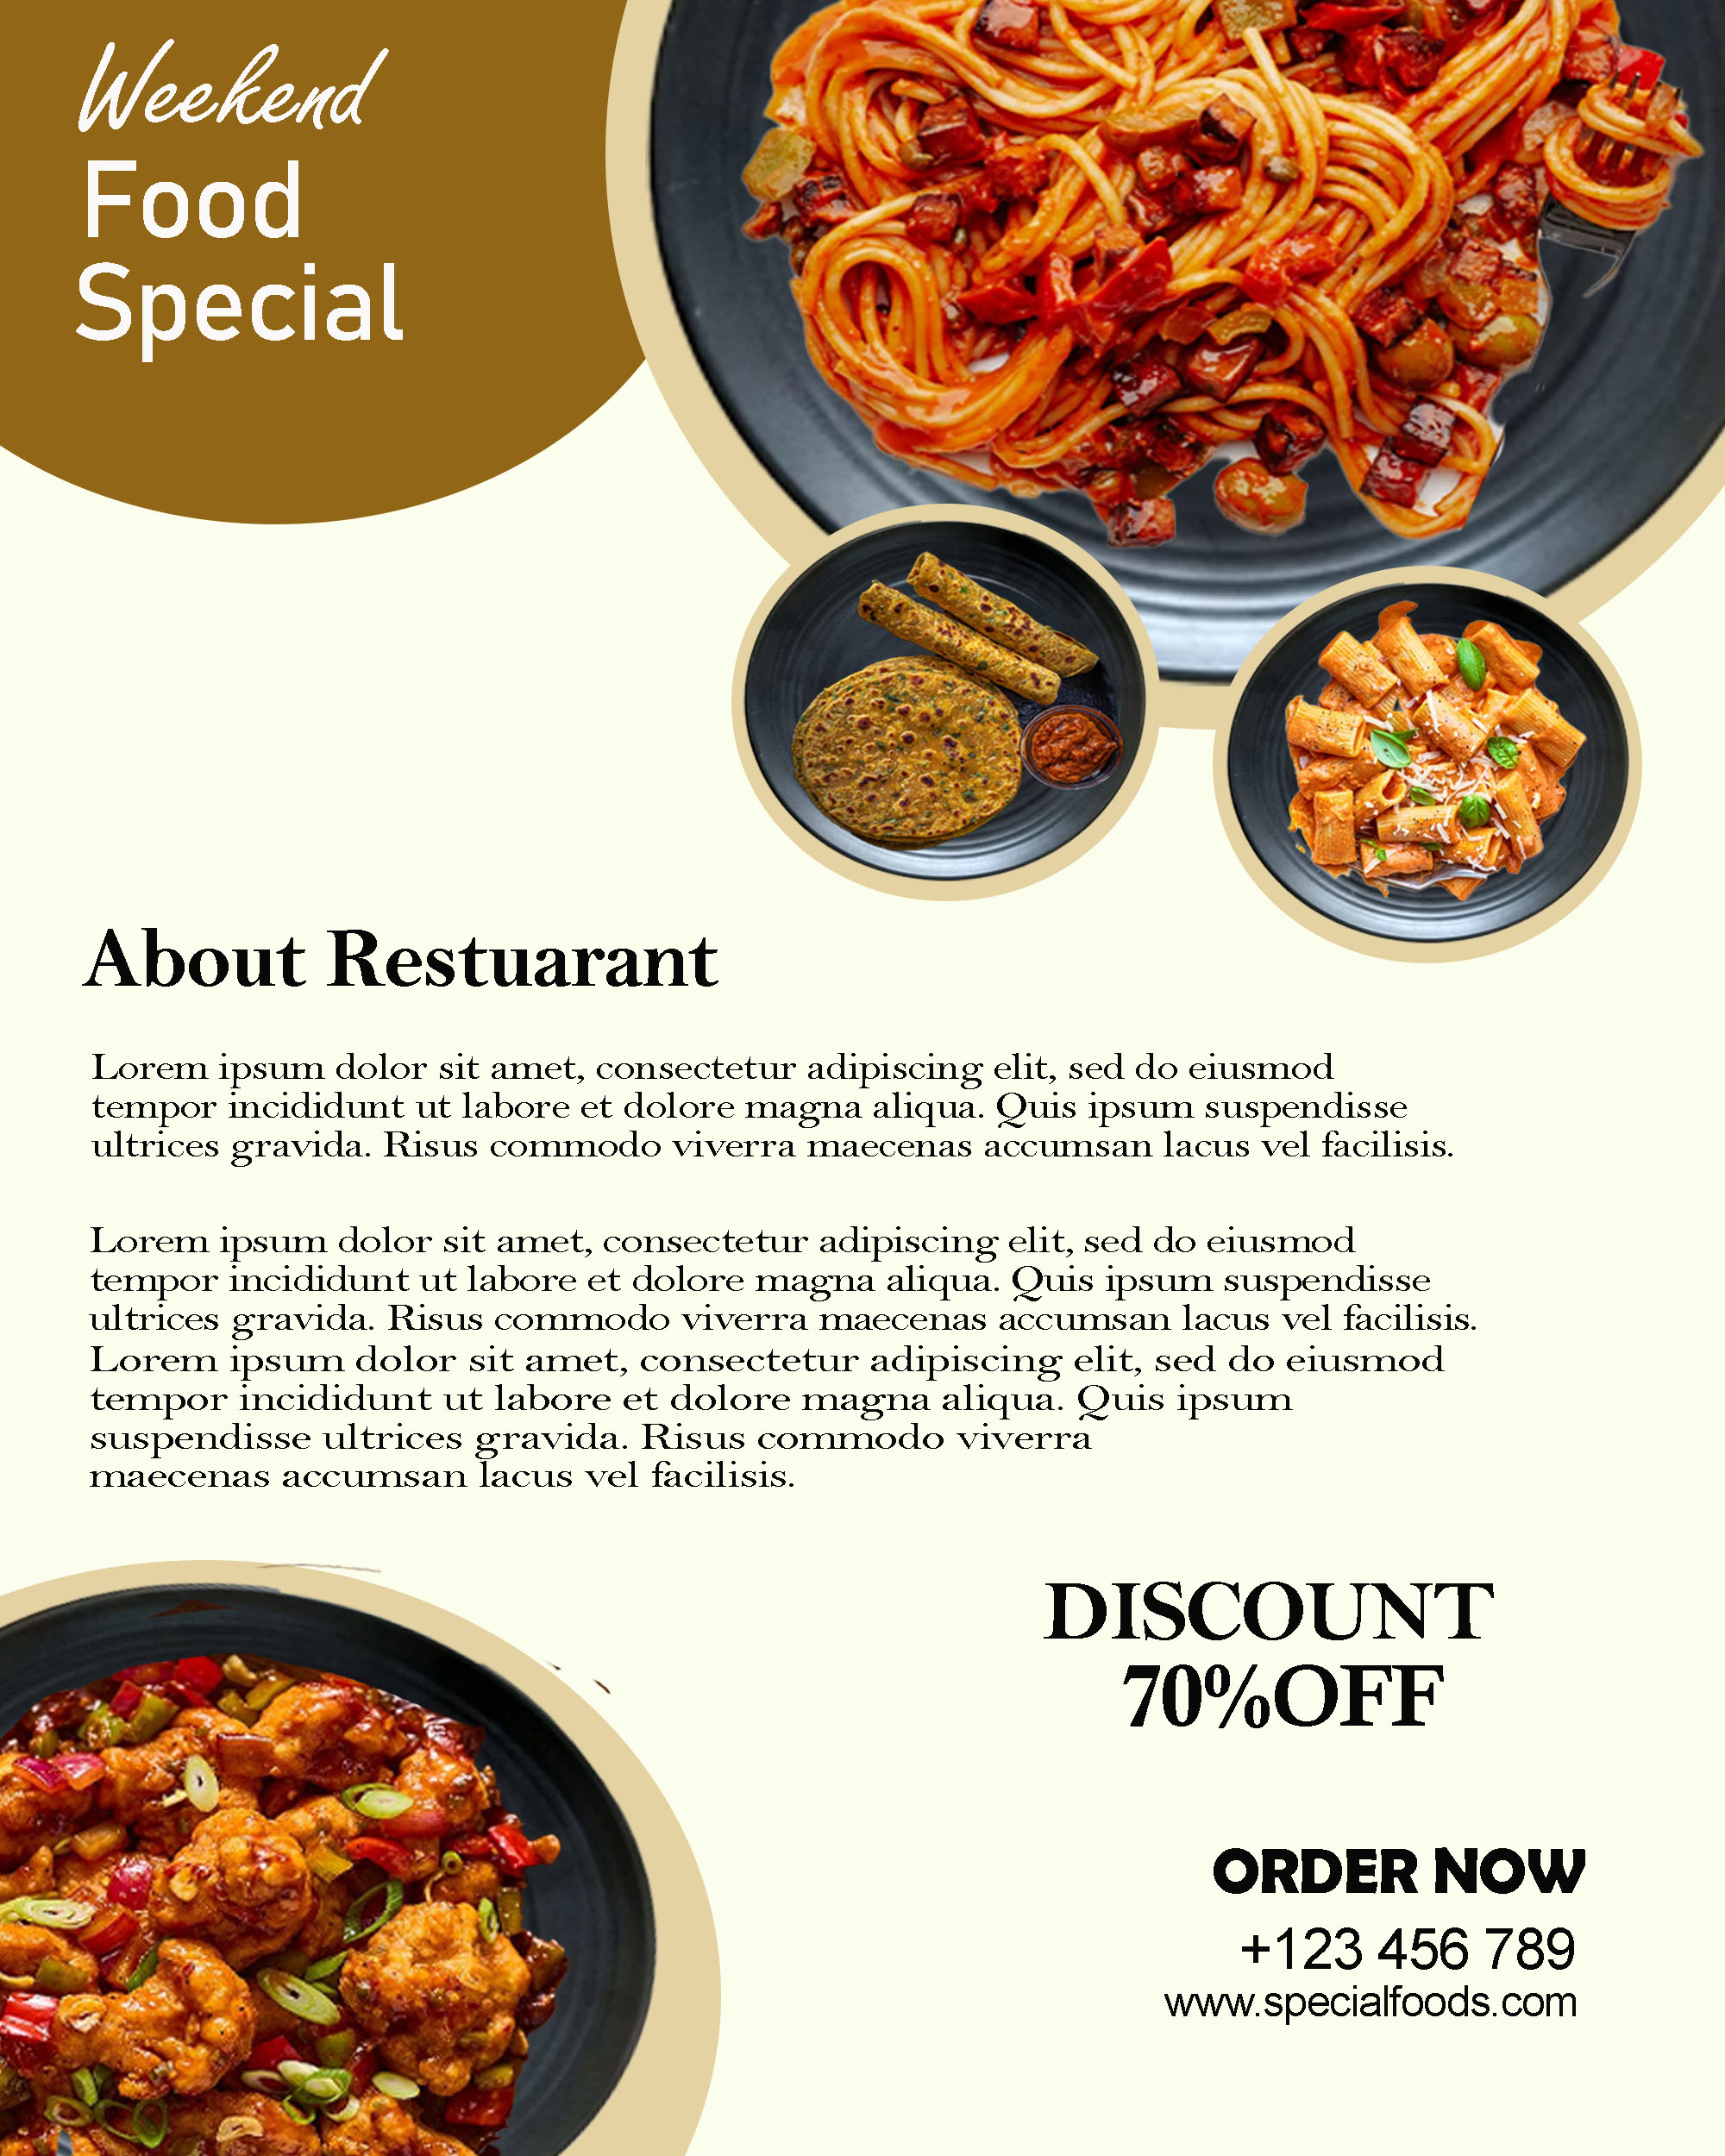 Weekend
Food
Special
About Restuarant
Lorem ipsum dolor sit amet, consectetur adipiscing elit, sed do eiusmod
tempor incididunt ut labore et dolore magna aliqua. Quis ipsum suspendisse
ultrices gravida. Risus commodo viverra maecenas accumsan lacus vel facilisis.
Lorem ipsum dolor sit amet, consectetur adipiscing elit, sed do eiusmod
tempor incididunt ut labore et dolore magna aliqua. Quis ipsum suspendisse
ultrices gravida. Risus commodo viverra maecenas accumsan lacus vel facilisis.
Lorem ipsum dolor sit amet, consectetur adipiscing elit, sed do eiusmod
tempor incididunt ut labore et dolore magna aliqua. Quis ipsum
suspendisse ultrices gravida. Risus commodo viverra
maecenas accumsan lacus vel facilisis.
DISCOUNT
70%OFF
ORDER NOW
+123 456 789
www.specialfoods.com